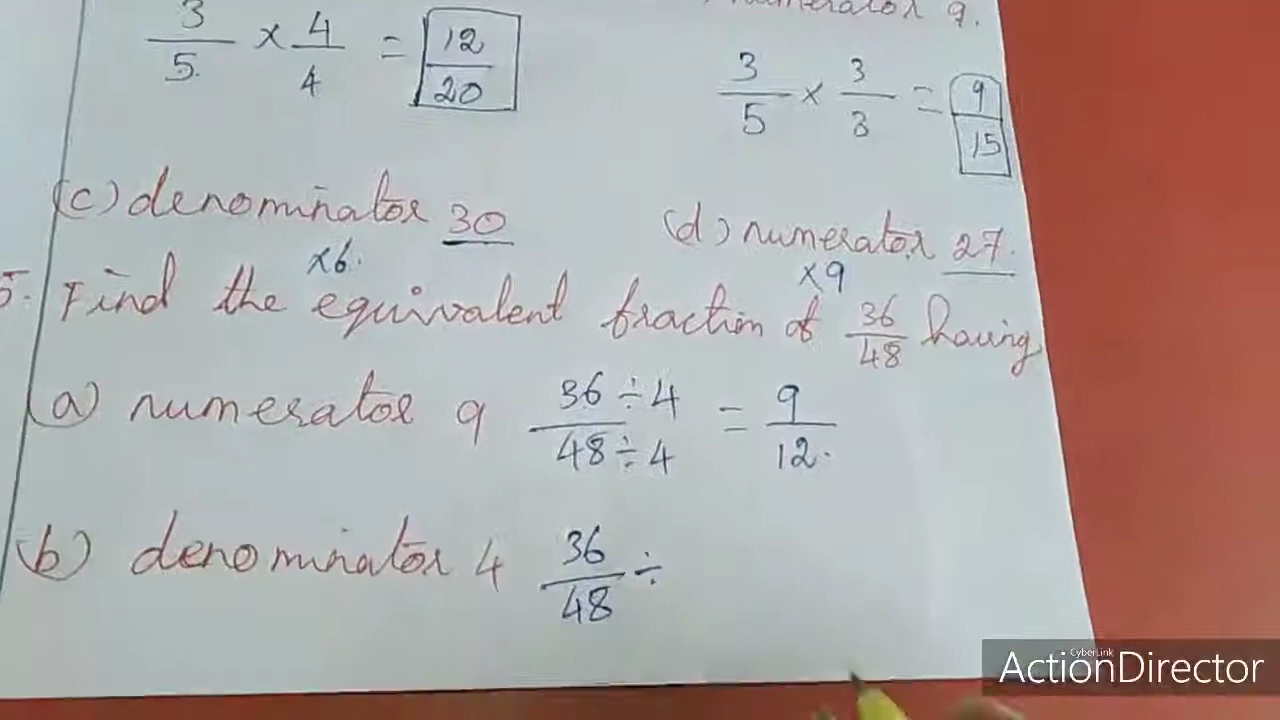 numerator 9.
3/5 × 4/4 = 12/20
3/5 × 3/3 = 9/15
(c) denominator 30
×6.
(d) numerator 27.
×9
5. Find the equivalent fraction of 36/48 having
(a) numerator 9 36÷4/48÷4 = 9/12.
(b) denominator 4 36/48 ÷
CyberLink
ActionDirector